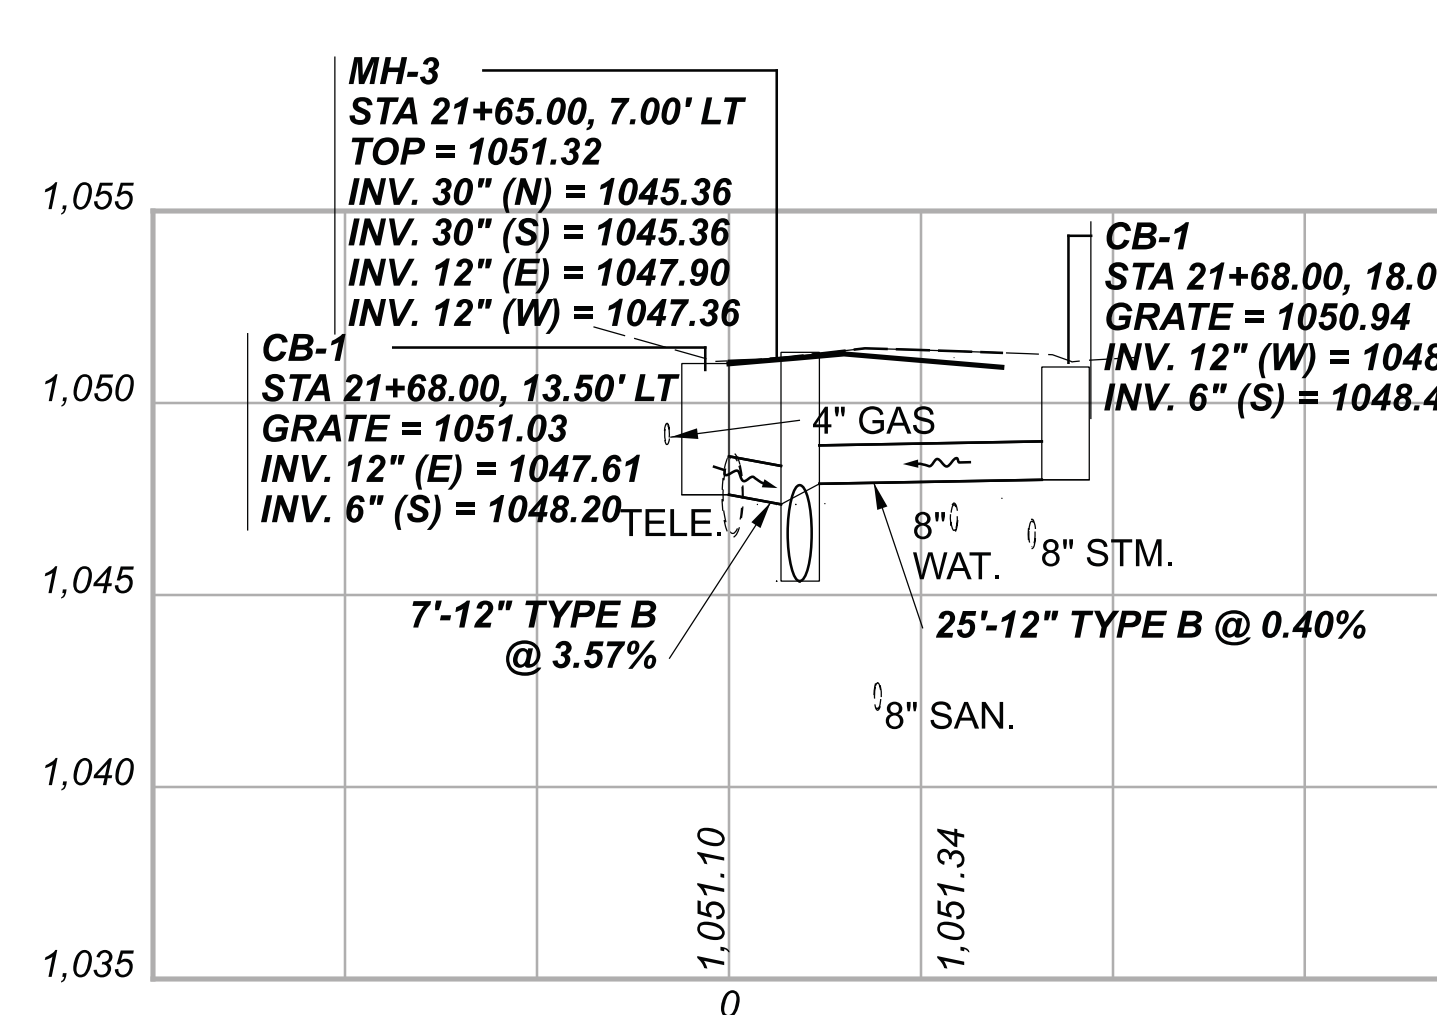 MH-3
STA 21+65.00, 7.00' LT
TOP = 1051.32
INV. 30" (N) = 1045.36
INV. 30" (S) = 1045.36
INV. 12" (E) = 1047.90
INV. 12" (W) = 1047.36
CB-1
STA 21+68.00, 13.50' LT
GRATE = 1051.03
INV. 12" (E) = 1047.61
INV. 6" (S) = 1048.20
CB-1
STA 21+68.00, 18.0
GRATE = 1050.94
INV. 12" (W) = 1048
INV. 6" (S) = 1048.4
1,055
1,050
1,045
1,040
1,035
4" GAS
TELE.
8"
WAT.
8" STM.
7'-12" TYPE B
@ 3.57%
25'-12" TYPE B @ 0.40%
8" SAN.
1,051.10
1,051.34
0